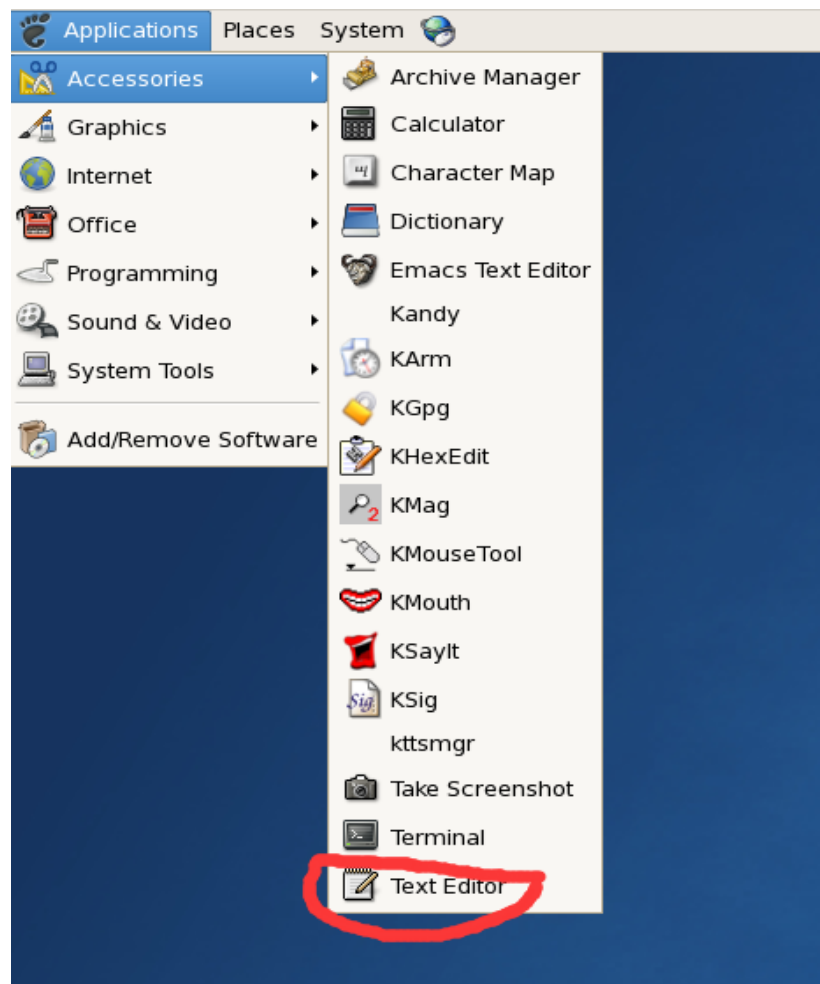 Applications Places System
Accessories
Graphics
Internet
Office
Programming
Sound & Video
System Tools
Add/Remove Software
Archive Manager
Calculator
Character Map
Dictionary
Emacs Text Editor
Kandy
KArm
KGpg
KHexEdit
KMag
KMouseTool
KMouth
KSayIt
KSig
kttsmgr
Take Screenshot
Terminal
Text Editor